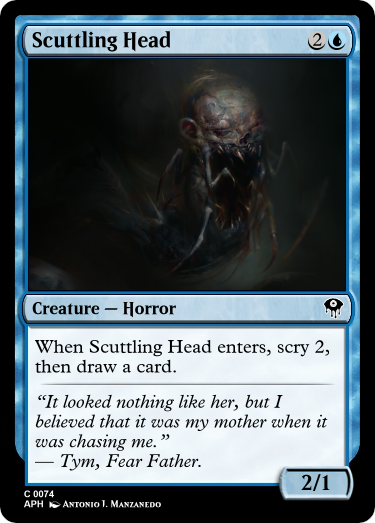 Scuttling Head 2
Creature — Horror
When Scuttling Head enters, scry 2,
then draw a card.
"It looked nothing like her, but I
believed that it was my mother when it
was chasing me."
— Tym, Fear Father.
2/1
C 0074
APH Antonio J. Manzanedo